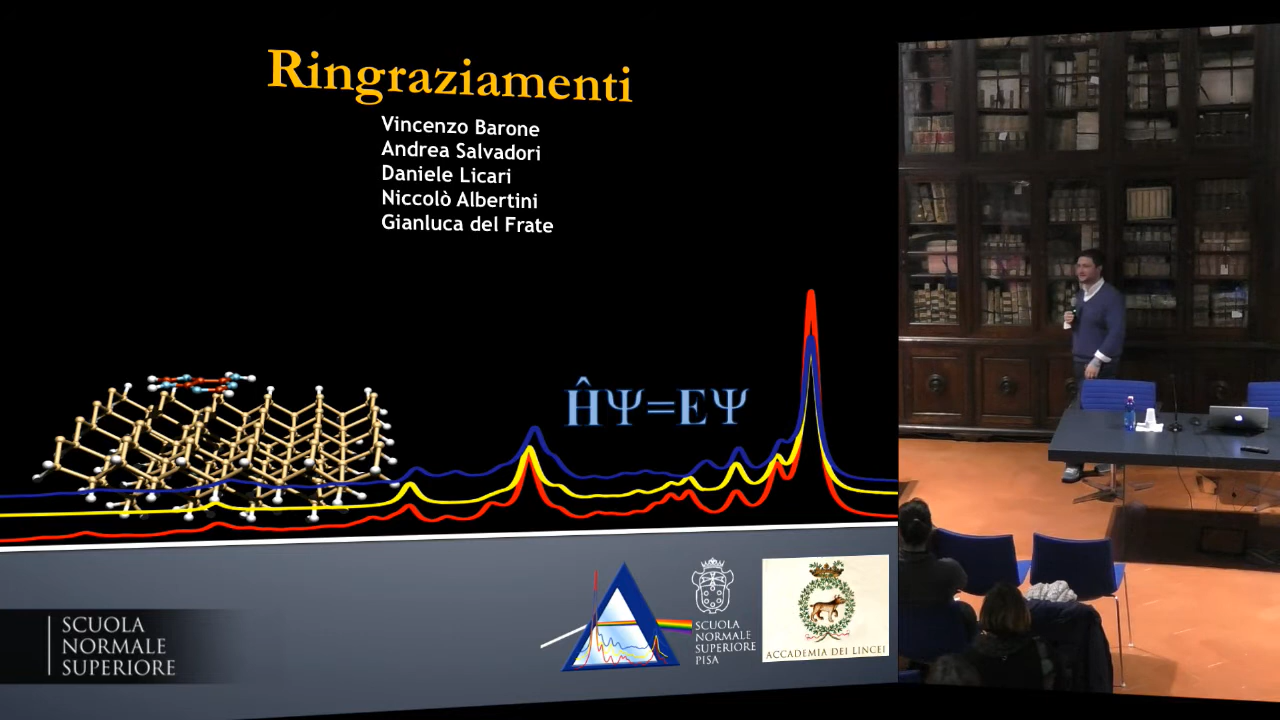 Ringraziamenti
Vincenzo Barone
Andrea Salvadori
Daniele Licari
Niccolò Albertini
Gianluca del Frate
ĤΨ=EΨ
SCUOLA
NORMALE
SUPERIORE
SCUOLA
NORMALE
SUPERIORE
PISA
ACCADEMIA DEI LINCEI